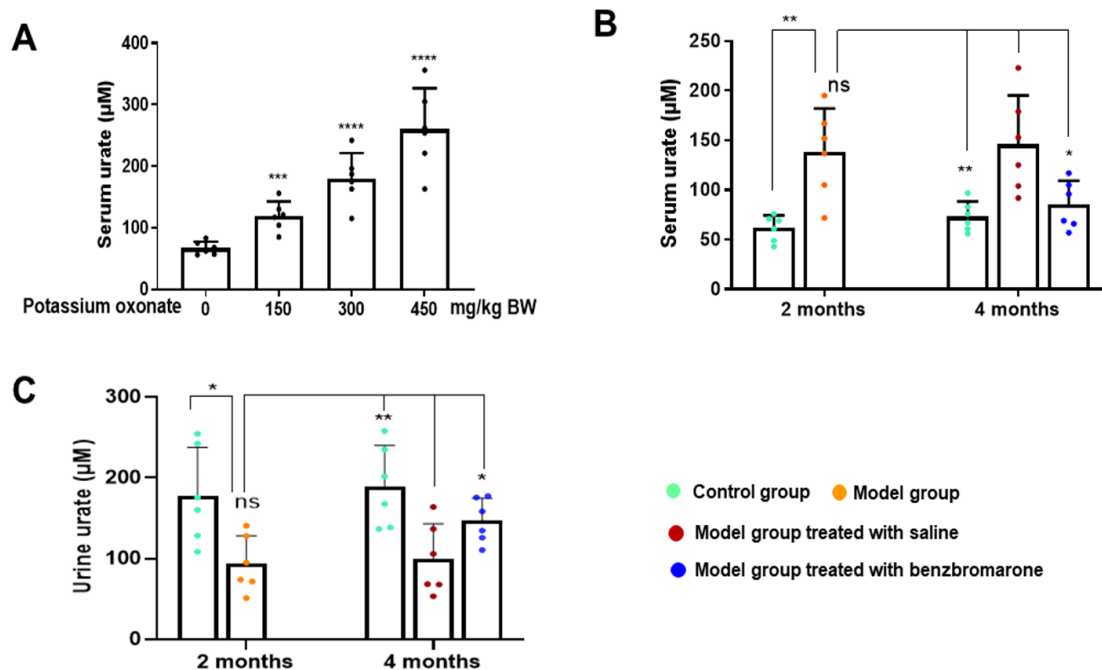 A
400
300
200
100
0
Serum urate (µM)
***
****
****
Potassium oxonate 0 150 300 450 mg/kg BW
B
250
200
150
100
50
0
Serum urate (µM)
**
ns
**
*
2 months 4 months
C
300
200
100
0
Urine urate (µM)
*
ns
**
*
2 months 4 months
Control group Model group
Model group treated with saline
Model group treated with benzbromarone